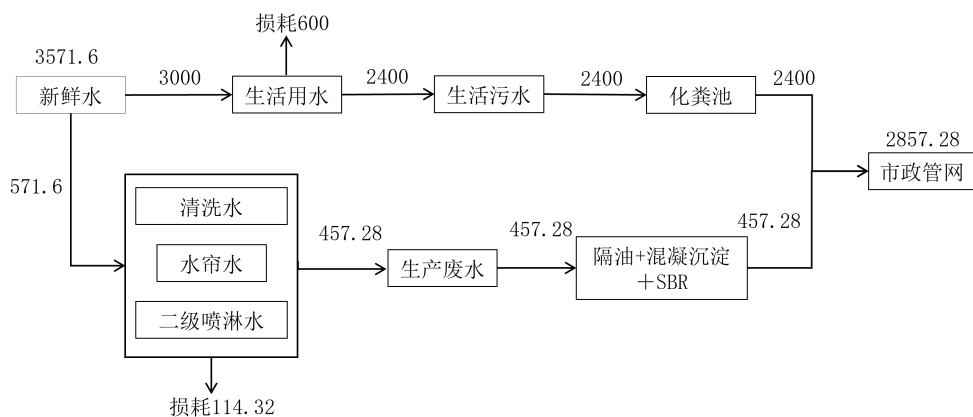 损耗600
3571.6
新鲜水
3000
生活用水
2400
生活污水
2400
化粪池
2400
2857.28
市政管网
571.6
清洗水
水帘水
二级喷淋水
457.28
生产废水
457.28
隔油+混凝沉淀
+SBR
457.28
损耗114.32